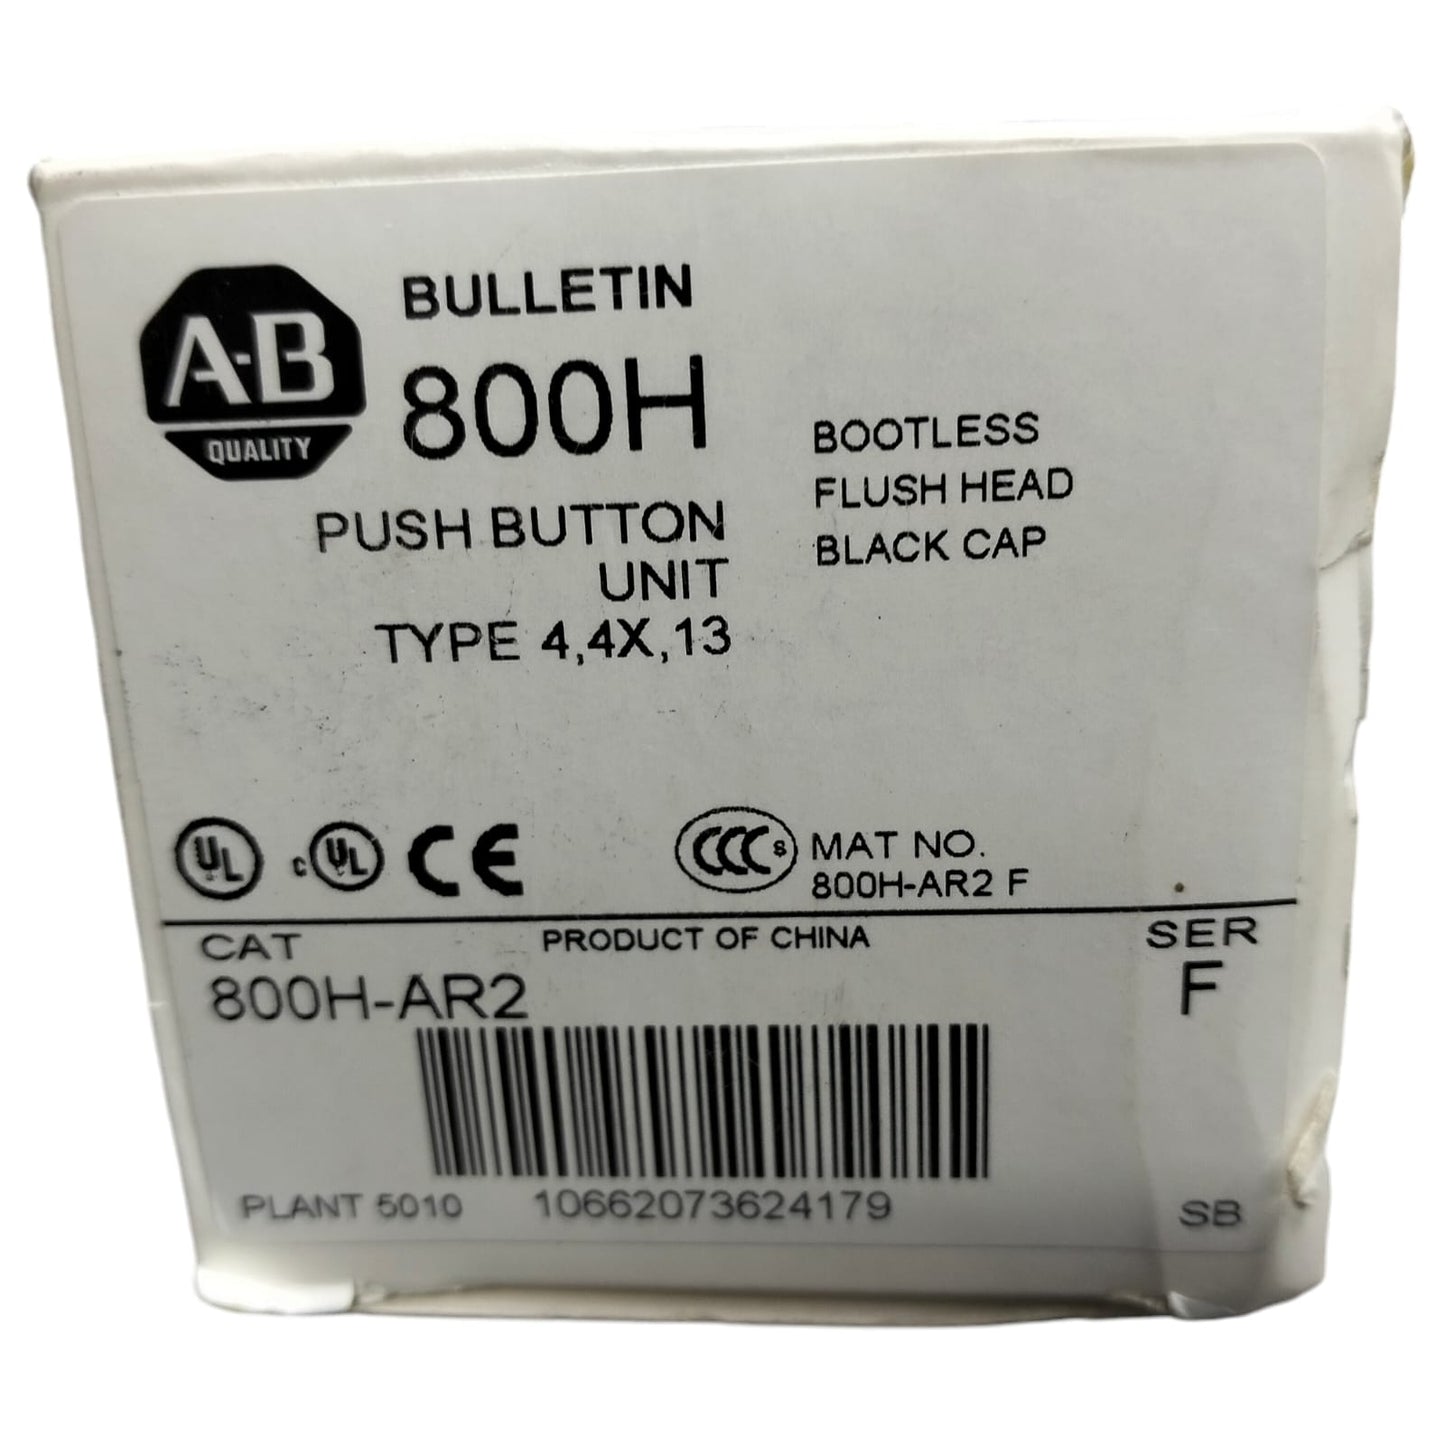 A-B
QUALITY
BULLETIN
800H
PUSH BUTTON
UNIT
TYPE 4,4X,13
BOOTLESS
FLUSH HEAD
BLACK CAP
UL
c UL
CE
CCC S
MAT NO.
800H-AR2 F
CAT
PRODUCT OF CHINA
SER
800H-AR2
F
PLANT 5010
10662073624179
SB